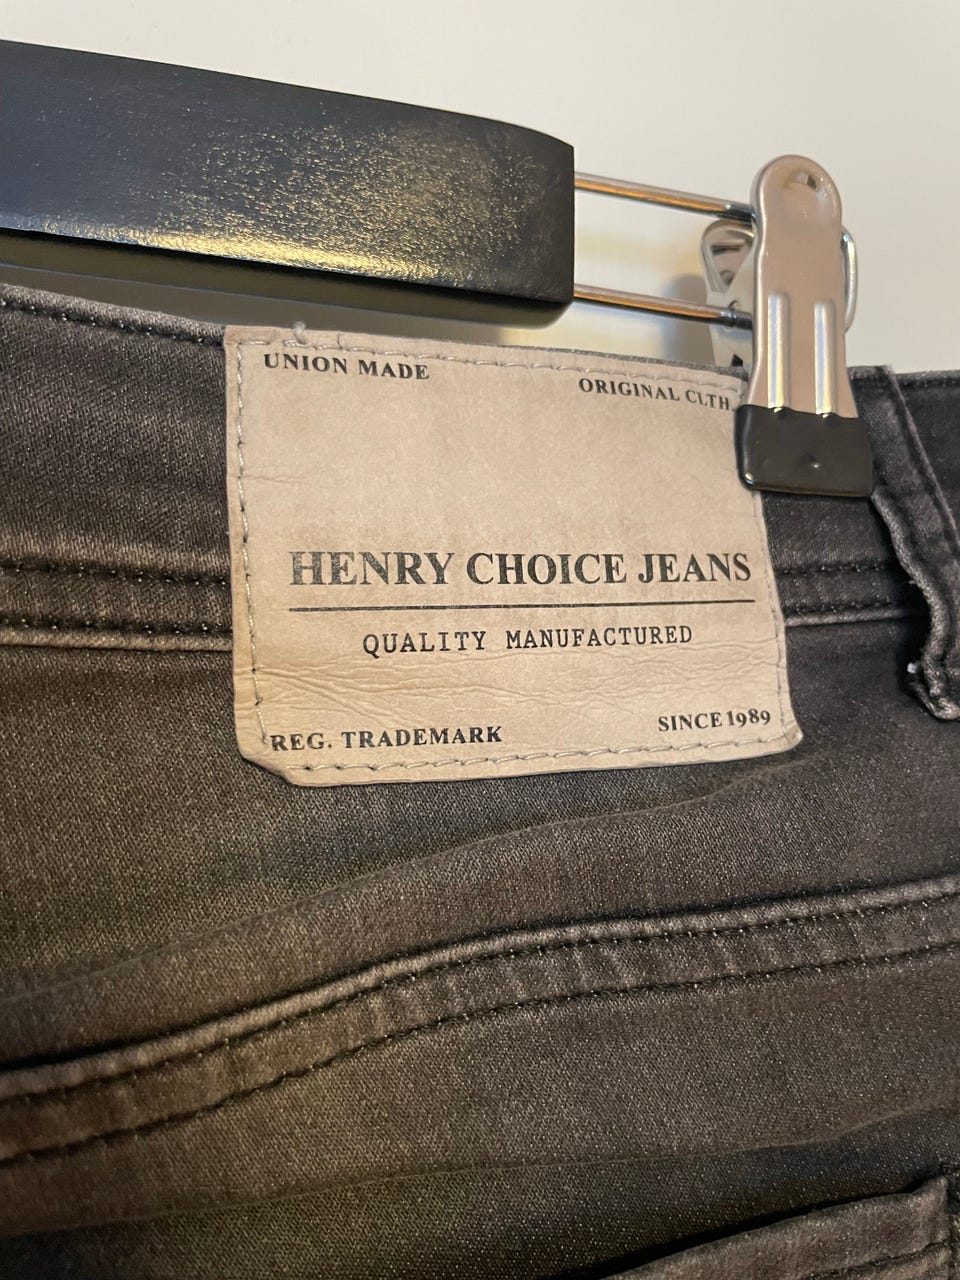 UNION MADE
ORIGINAL CLTH.
HENRY CHOICE JEANS
QUALITY MANUFACTURED
REG. TRADEMARK
SINCE 1989